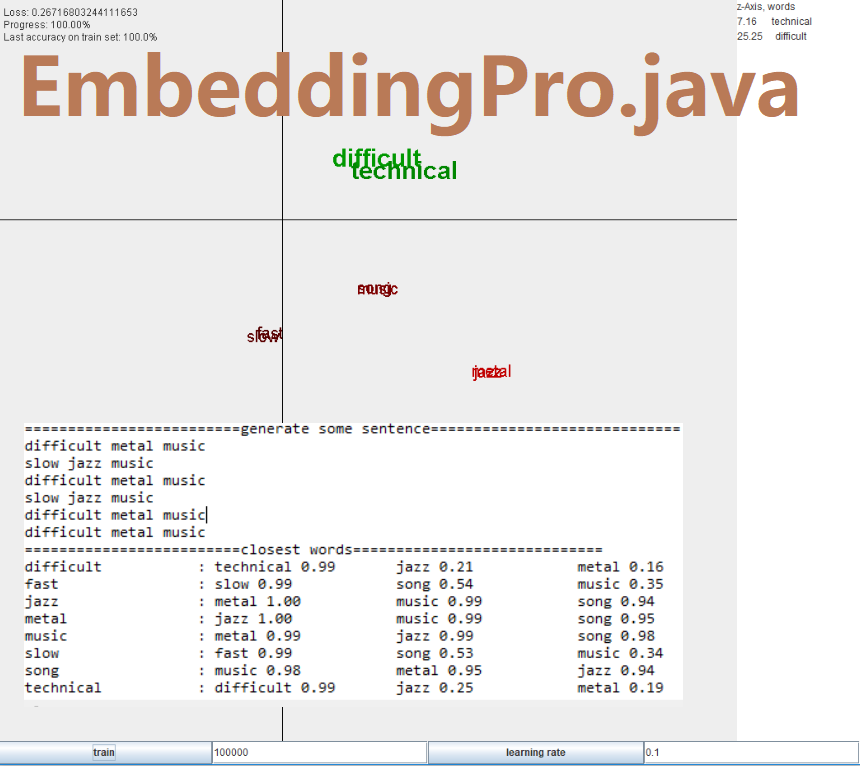 Loss: 0.26716803244111653
Progress: 100.00%
Last accuracy on train set: 100.0%
z-Axis, words
7.16 technical
25.25 difficult
EmbeddingPro.java
difficult
technical
song
music
fast
slow
metal
jazz
=========================generate some sentence=============================
difficult metal music
slow jazz music
difficult metal music
slow jazz music
difficult metal music
difficult metal music
=========================closest words=============================
difficult : technical 0.99 jazz 0.21 metal 0.16
fast : slow 0.99 song 0.54 music 0.35
jazz : metal 1.00 music 0.99 song 0.94
metal : jazz 1.00 music 0.99 song 0.95
music : metal 0.99 jazz 0.99 song 0.98
slow : fast 0.99 song 0.53 music 0.34
song : music 0.98 metal 0.95 jazz 0.94
technical : difficult 0.99 jazz 0.25 metal 0.19
train 100000 learning rate 0.1